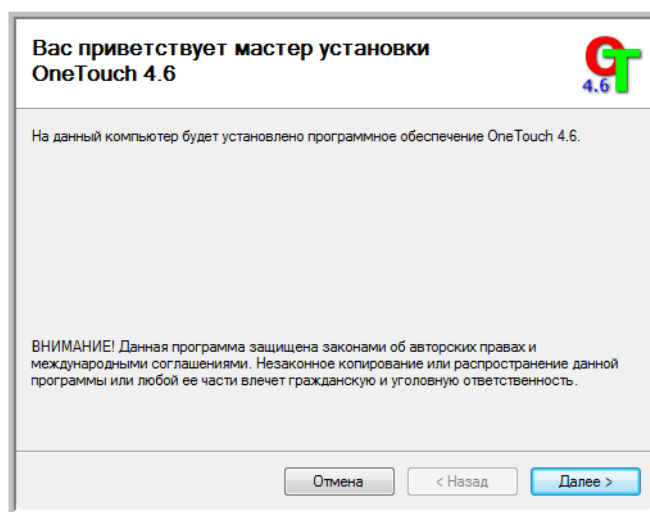 Вас приветствует мастер установки
OneTouch 4.6
OT
4.6
На данный компьютер будет установлено программное обеспечение OneTouch 4.6.
ВНИМАНИЕ! Данная программа защищена законами об авторских правах и
международными соглашениями. Незаконное копирование или распространение данной
программы или любой ее части влечет гражданскую и уголовную ответственность.
Отмена
< Назад
Далее >